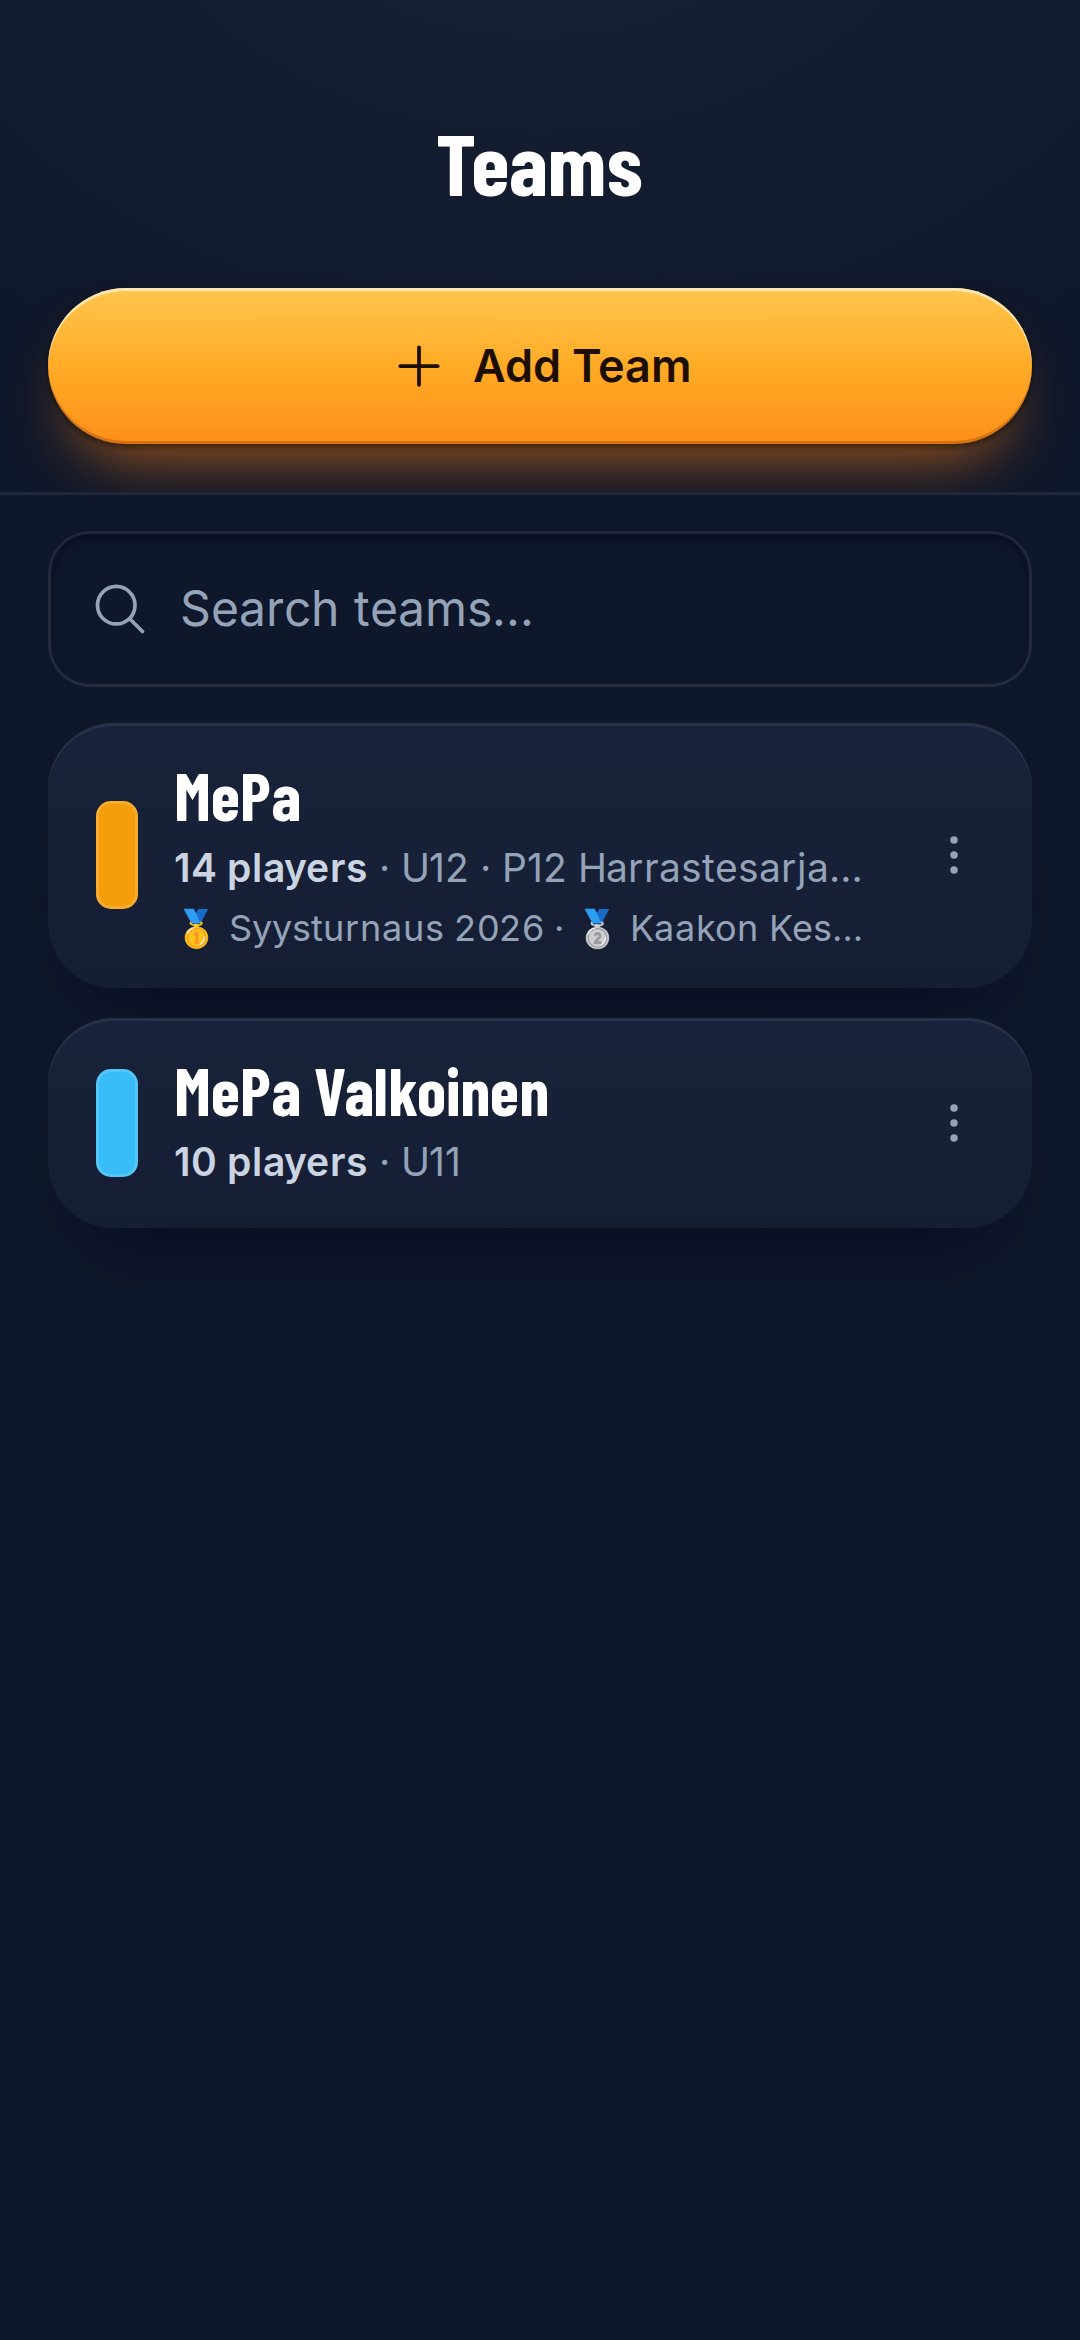 Teams
+ Add Team
Search teams...
MePa
14 players · U12 · P12 Harrastesarja...
🥇 Syysturnaus 2026 · 🥈 Kaakon Kes...
MePa Valkoinen
10 players · U11